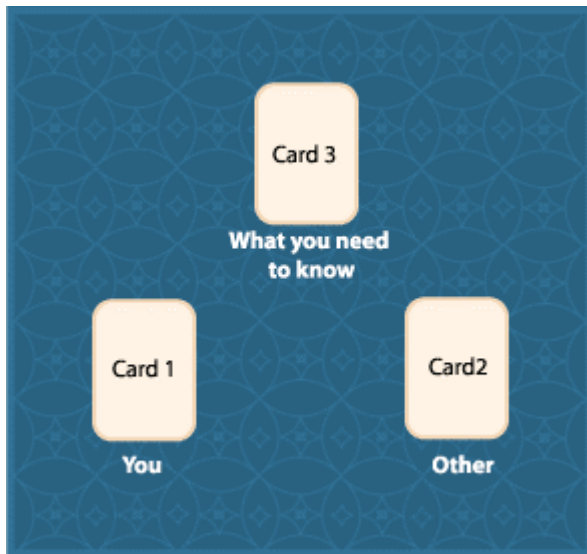 Card 3
What you need
to know
Card 1
Card2
You
Other